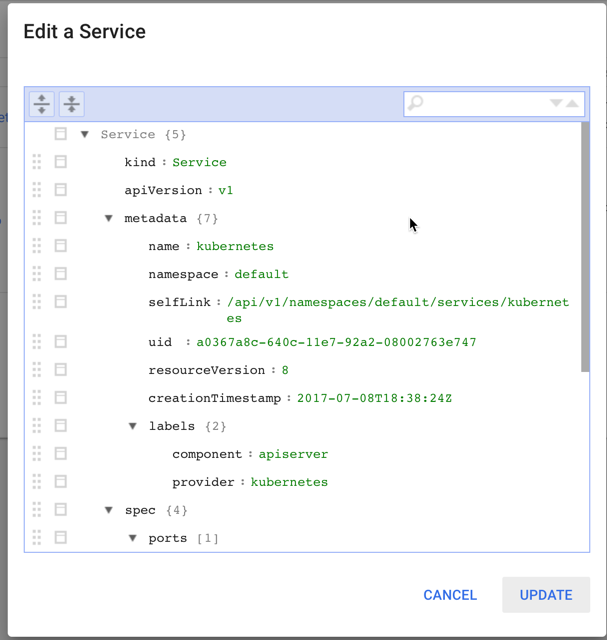 Edit a Service
Service {5}
kind : Service
apiVersion : v1
metadata {7}
name : kubernetes
namespace : default
selfLink : /api/v1/namespaces/default/services/kubernet
es
uid : a0367a8c-640c-11e7-92a2-08002763e747
resourceVersion : 8
creationTimestamp : 2017-07-08T18:38:24Z
labels {2}
component : apiserver
provider : kubernetes
spec {4}
ports [1]
CANCEL UPDATE